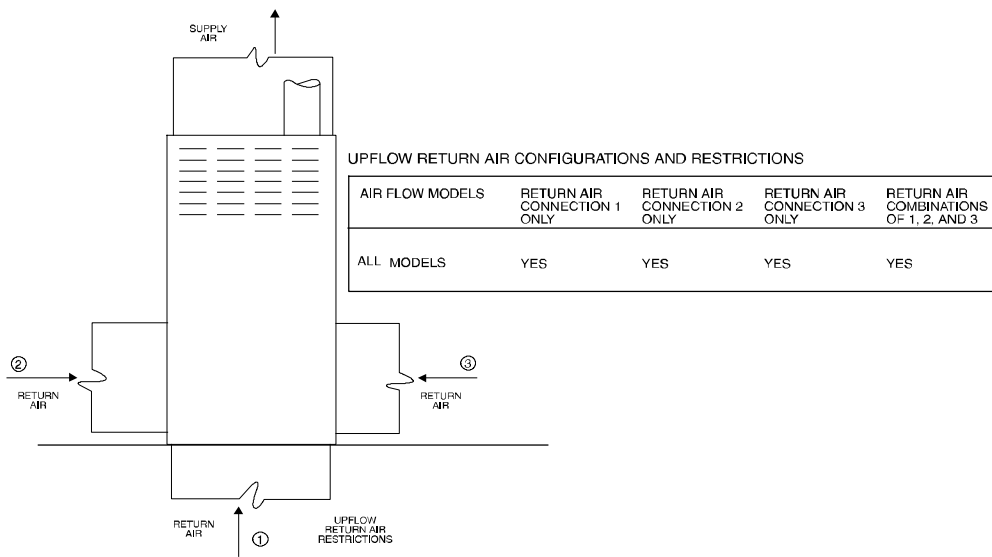 SUPPLY
AIR
UPFLOW RETURN AIR CONFIGURATIONS AND RESTRICTIONS
AIR FLOW MODELS
RETURN AIR
CONNECTION 1
ONLY
RETURN AIR
CONNECTION 2
ONLY
RETURN AIR
CONNECTION 3
ONLY
RETURN AIR
COMBINATIONS
OF 1, 2, AND 3
ALL MODELS
YES
YES
YES
YES
2
RETURN
AIR
3
RETURN
AIR
RETURN
AIR
1
UPFLOW
RETURN AIR
RESTRICTIONS